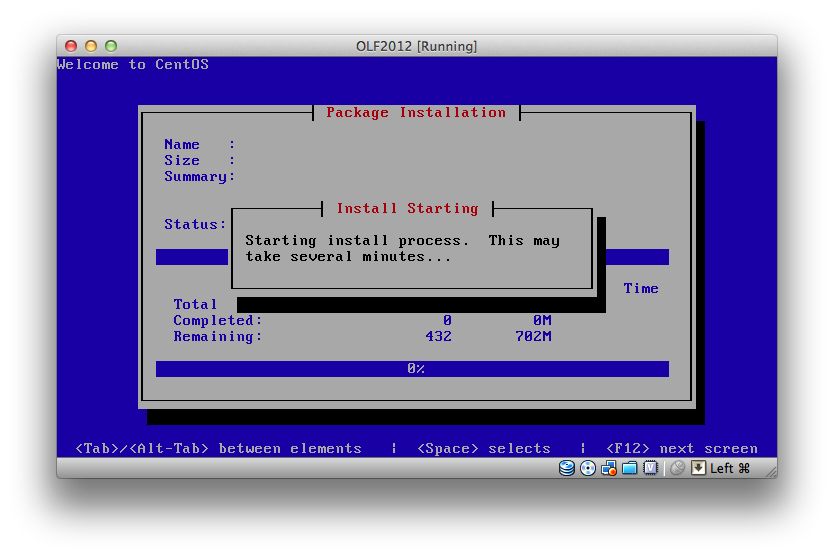 OLF2012 [Running]
Welcome to CentOS
Package Installation
Name :
Size :
Summary:
Status:
Install Starting
Starting install process. This may
take several minutes...
Time
Total
Completed: 0 0M
Remaining: 432 702M
0%
<Tab>/<Alt-Tab> between elements | <Space> selects | <F12> next screen
Left ⌘